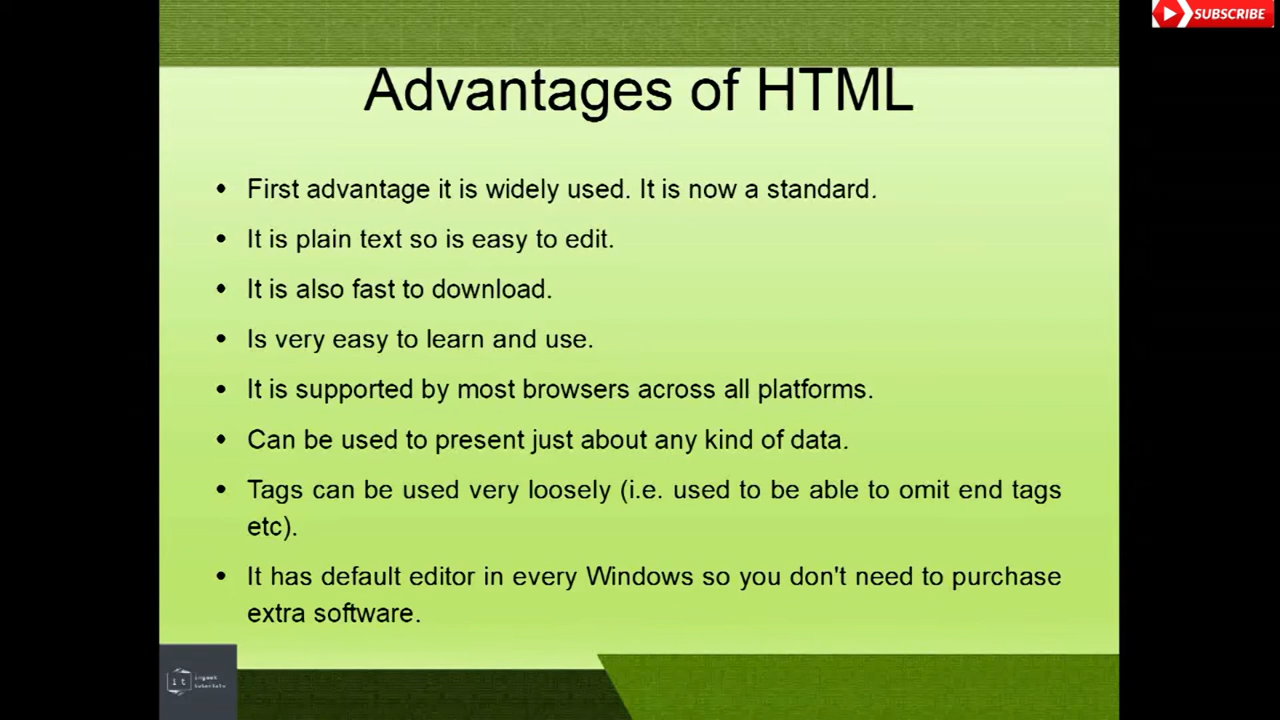 SUBSCRIBE
Advantages of HTML
• First advantage it is widely used. It is now a standard.
• It is plain text so is easy to edit.
• It is also fast to download.
• Is very easy to learn and use.
• It is supported by most browsers across all platforms.
• Can be used to present just about any kind of data.
• Tags can be used very loosely (i.e. used to be able to omit end tags
etc).
• It has default editor in every Windows so you don't need to purchase
extra software.
it